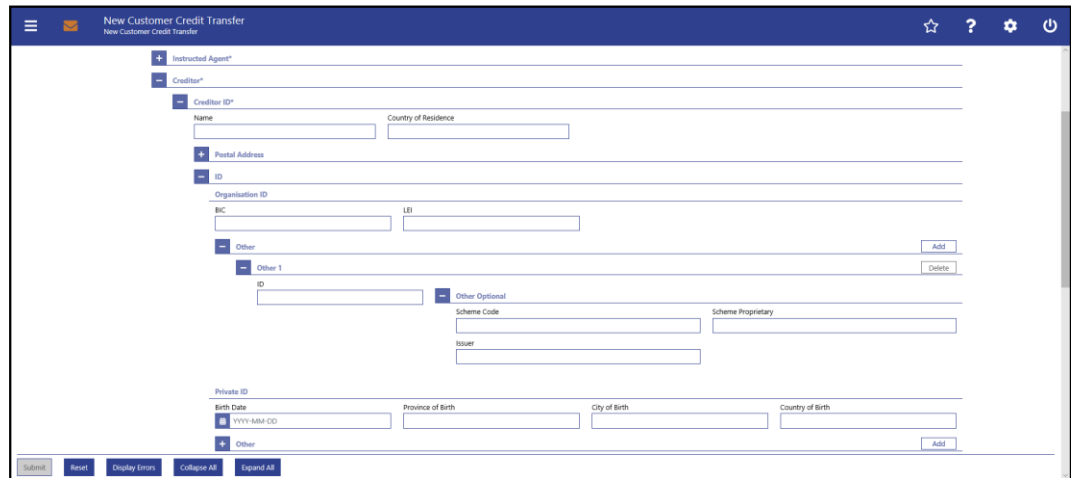 New Customer Credit Transfer
New Customer Credit Transfer
?
+ Instructed Agent*
− Creditor*
− Creditor ID*
Name Country of Residence
+ Postal Address
− ID
Organisation ID
BIC LEI
− Other Add
− Other 1 Delete
ID
− Other Optional
Scheme Code Scheme Proprietary
Issuer
Private ID
Birth Date Province of Birth City of Birth Country of Birth
YYYY-MM-DD
+ Other Add
Submit Reset Display Errors Collapse All Expand All